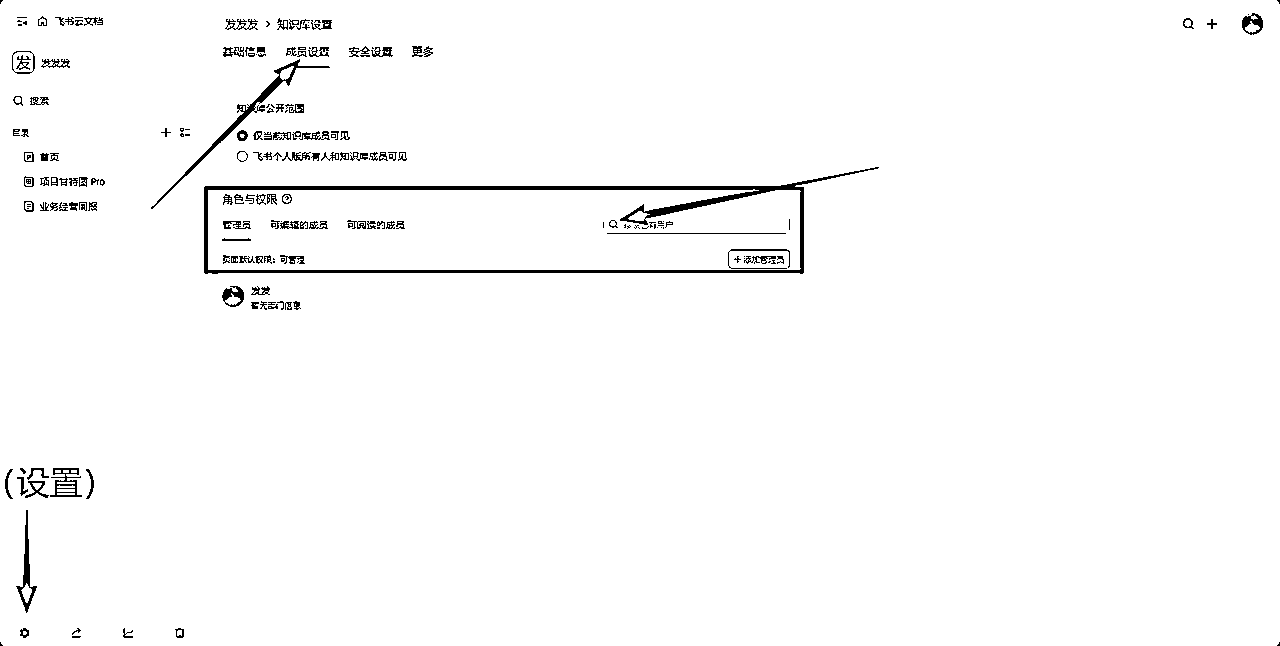 飞书云文档
发发发 > 知识库设置
基础信息 成员设置 安全设置 更多
发 发发发
搜索
目录
首页
项目甘特图 Pro
业务经营周报
知识库公开范围
仅当前知识库成员可见
飞书个人版所有人和知识库成员可见
角色与权限
管理员 可编辑的成员 可阅读的成员
页面默认权限：可管理
+ 添加管理员
发发
暂无部门信息
(设置)